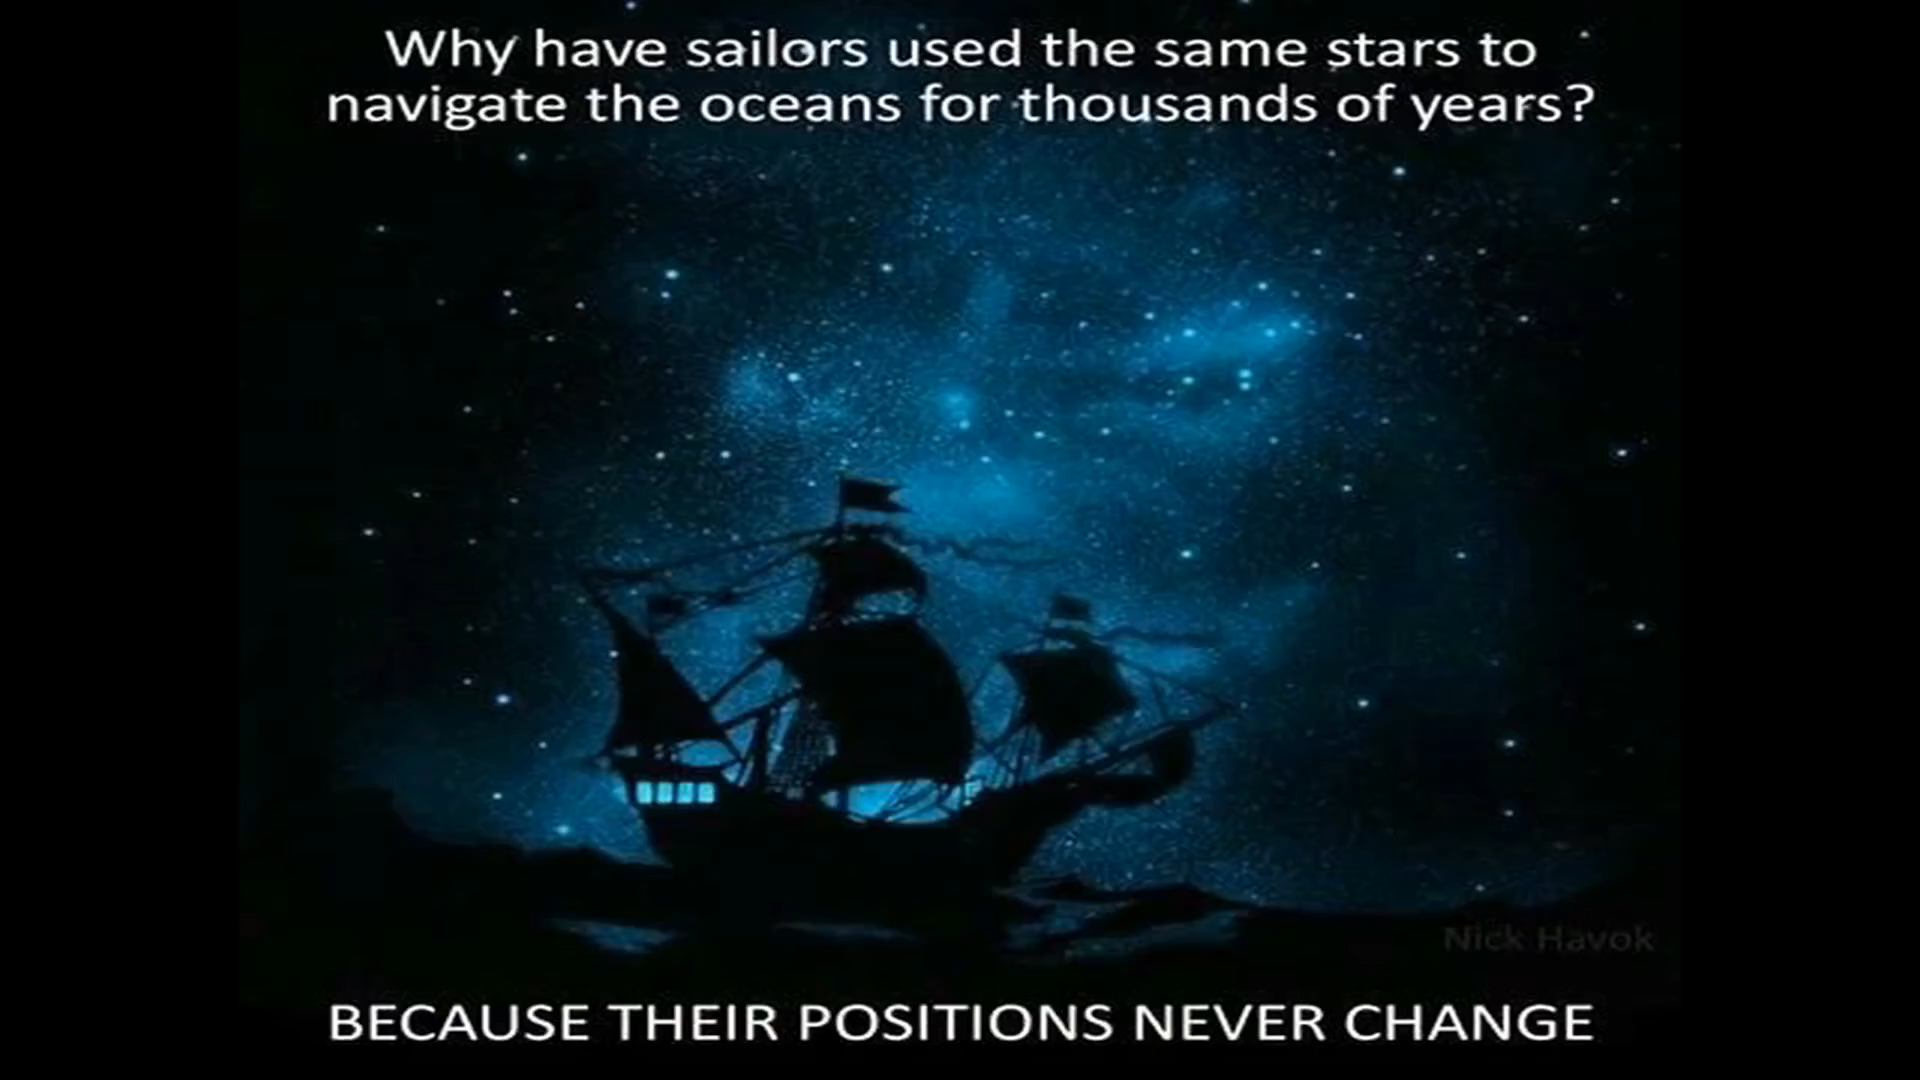 Why have sailors used the same stars to
navigate the oceans for thousands of years?
Nick Havok
BECAUSE THEIR POSITIONS NEVER CHANGE